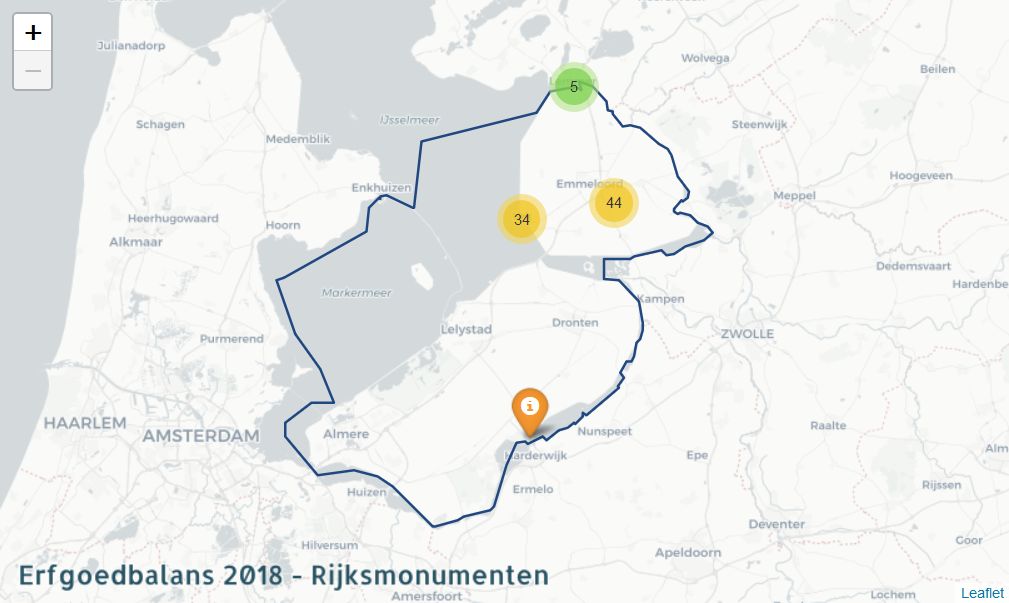 +
−
Julianadorp
Wolvega
Beilen
5
IJsselmeer
Schagen
Steenwijk
Medemblik
Hoogeveen
Enkhuizen
Emmeloord
Meppel
44
34
Heerhugowaard
Hoorn
Alkmaar
Dedemsvaart
Hardenbe
Markermeer
Kampen
Lelystad
Dronten
ZWOLLE
Purmerend
i
HAARLEM
AMSTERDAM
Almere
Nunspeet
Raalte
Harderwijk
Epe
Alm
Huizen
Ermelo
Rijssen
Deventer
Hilversum
Goor
Apeldoorn
Erfgoedbalans 2018 - Rijksmonumenten
Amersfoort
Lochem
Leaflet